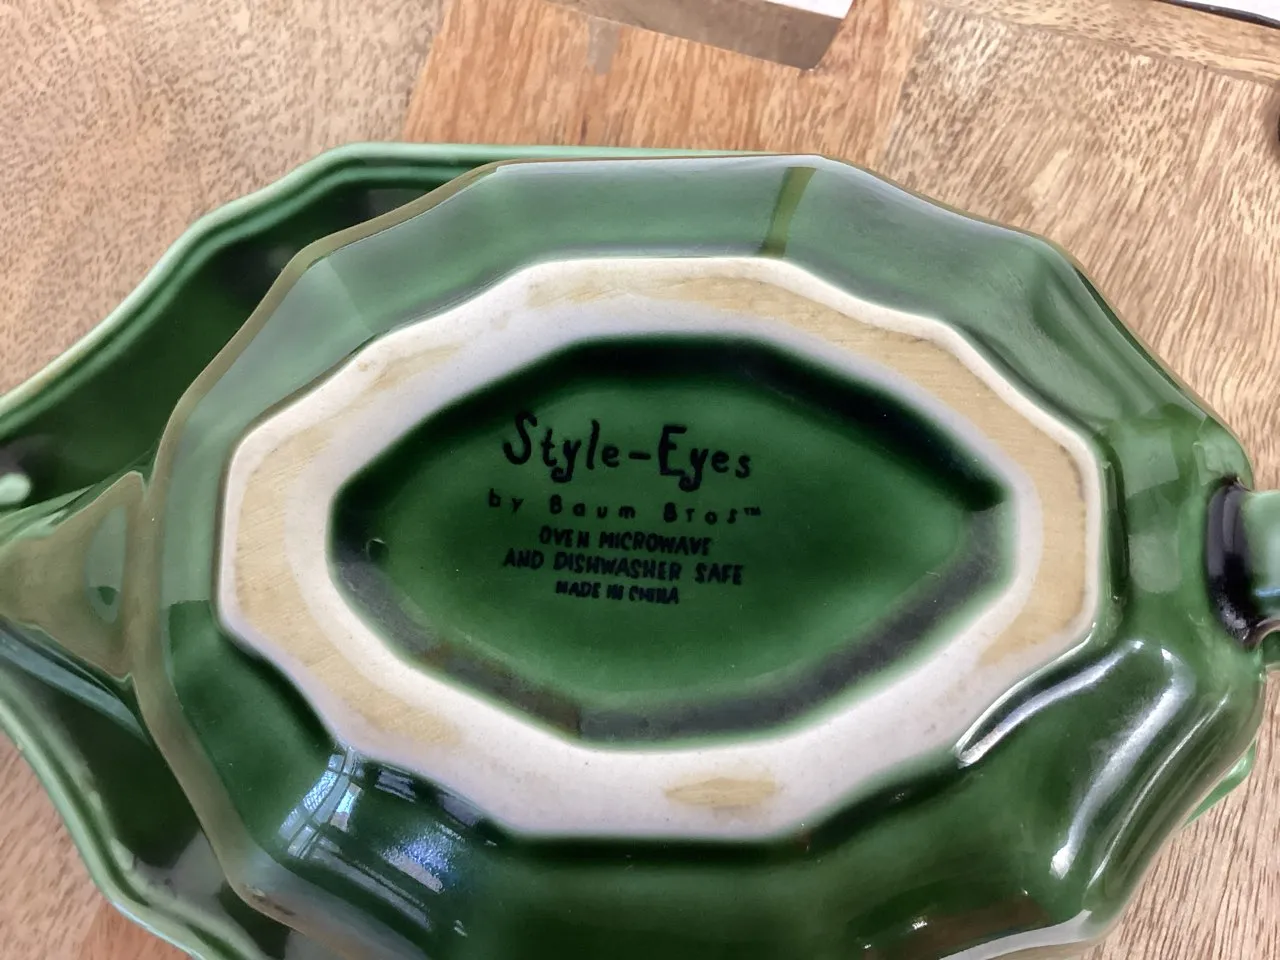 Style-Eyes
by Baum Bros™
OVEN MICROWAVE
AND DISHWASHER SAFE
MADE IN CHINA